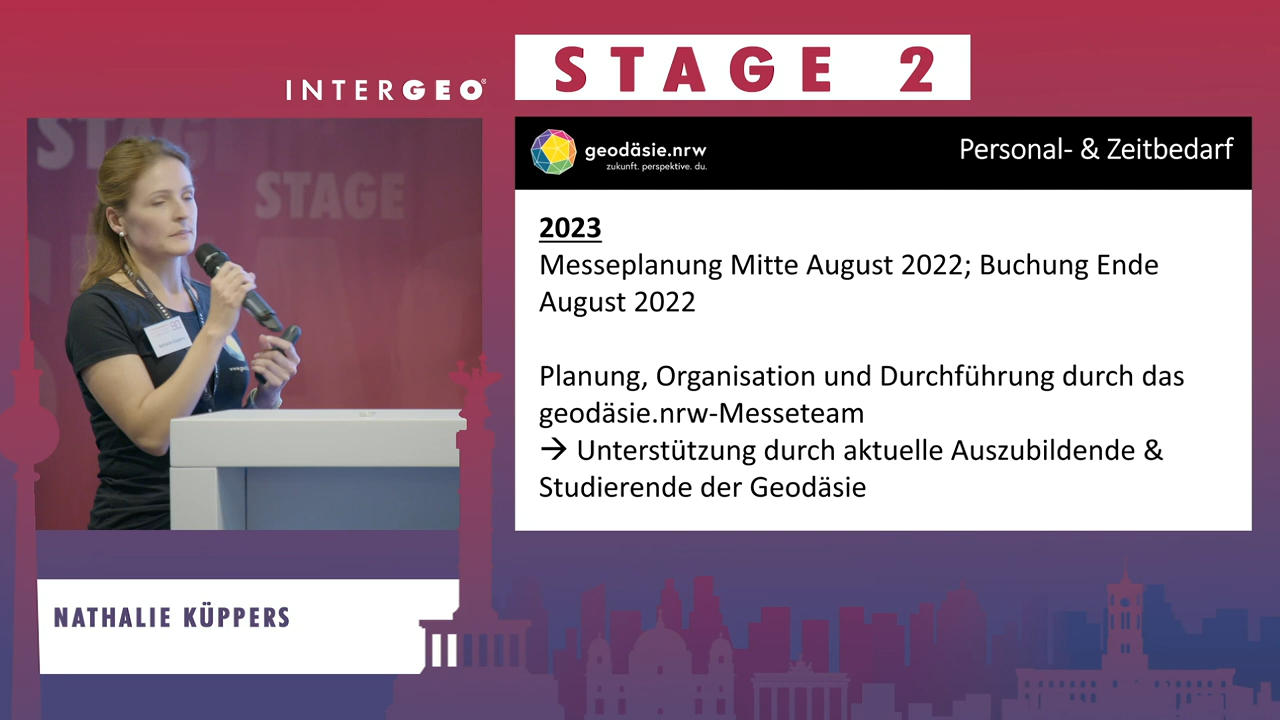 STAGE 2
INTERGEO®
STAGE
geodäsie.nrw
zukunft. perspektive. du.
Personal- & Zeitbedarf
2023
Messeplanung Mitte August 2022; Buchung Ende
August 2022
Planung, Organisation und Durchführung durch das
geodäsie.nrw-Messeteam
→ Unterstützung durch aktuelle Auszubildende &
Studierende der Geodäsie
NATHALIE KÜPPERS